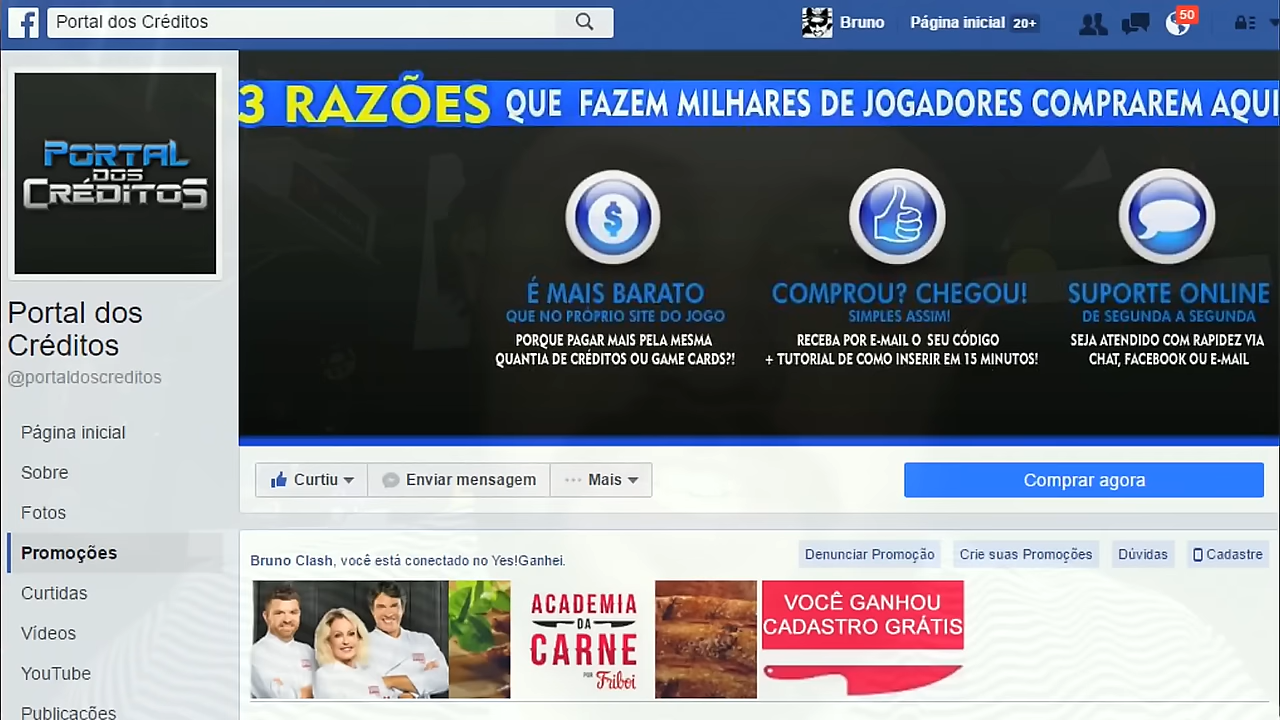 Portal dos Créditos
Bruno
Página inicial 20+
50
3 RAZÕES QUE FAZEM MILHARES DE JOGADORES COMPRAREM AQUI
PORTAL
DOS
CRÉDITOS
É MAIS BARATO
QUE NO PRÓPRIO SITE DO JOGO
PORQUE PAGAR MAIS PELA MESMA
QUANTIA DE CRÉDITOS OU GAME CARDS?!
COMPROU? CHEGOU!
SIMPLES ASSIM!
RECEBA POR E-MAIL O SEU CÓDIGO
+ TUTORIAL DE COMO INSERIR EM 15 MINUTOS!
SUPORTE ONLINE
DE SEGUNDA A SEGUNDA
SEJA ATENDIDO COM RAPIDEZ VIA
CHAT, FACEBOOK OU E-MAIL
Portal dos
Créditos
@portaldoscreditos
Página inicial
Sobre
Fotos
Promoções
Curtidas
Vídeos
YouTube
Publicações
Curtiu
Enviar mensagem
Mais
Comprar agora
Bruno Clash, você está conectado no Yes!Ganhei.
Denunciar Promoção
Crie suas Promoções
Dúvidas
Cadastre
ACADEMIA
DA
CARNE
POR Friboi
VOCÊ GANHOU
CADASTRO GRÁTIS